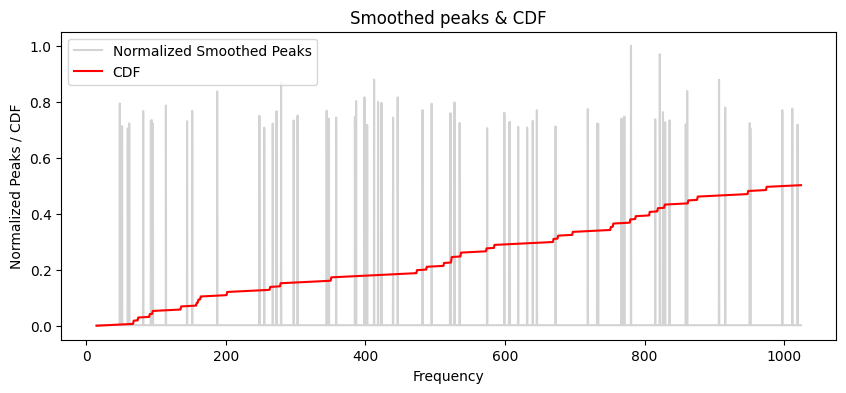 Smoothed peaks & CDF
Normalized Smoothed Peaks
CDF
Normalized Peaks / CDF
1.0
0.8
0.6
0.4
0.2
0.0
0 200 400 600 800 1000
Frequency